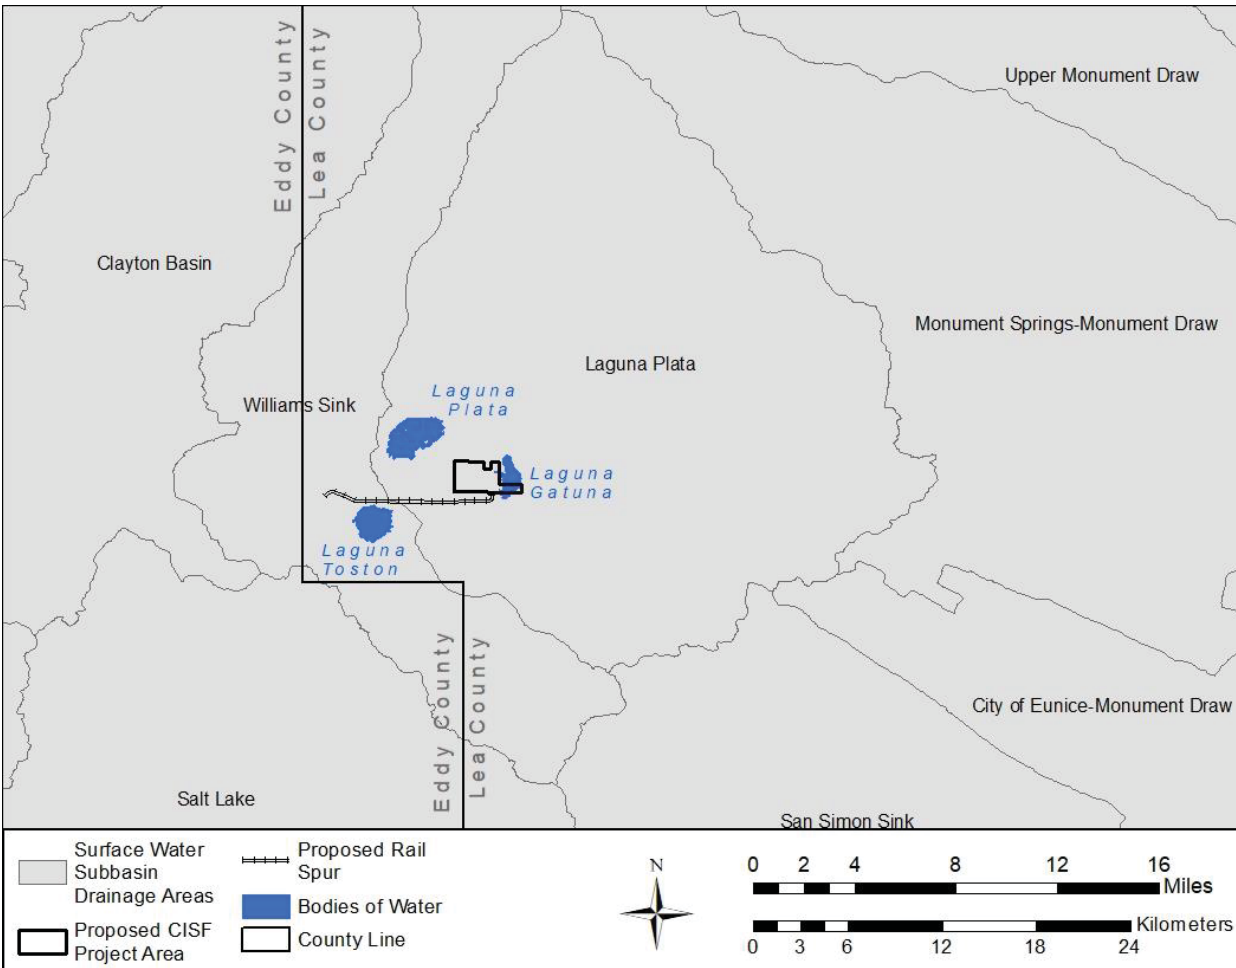 Eddy County
Lea County
Upper Monument Draw
Clayton Basin
Monument Springs-Monument Draw
Laguna Plata
Laguna
Plata
Williams Sink
Laguna
Gatuna
Laguna
Toston
Eddy County
Lea County
City of Eunice-Monument Draw
Salt Lake
San Simon Sink
Surface Water
Subbasin
Drainage Areas
Proposed CISF
Project Area
Proposed Rail
Spur
Bodies of Water
County Line
N
0 2 4 8 12 16
Miles
Kilometers
0 3 6 12 18 24